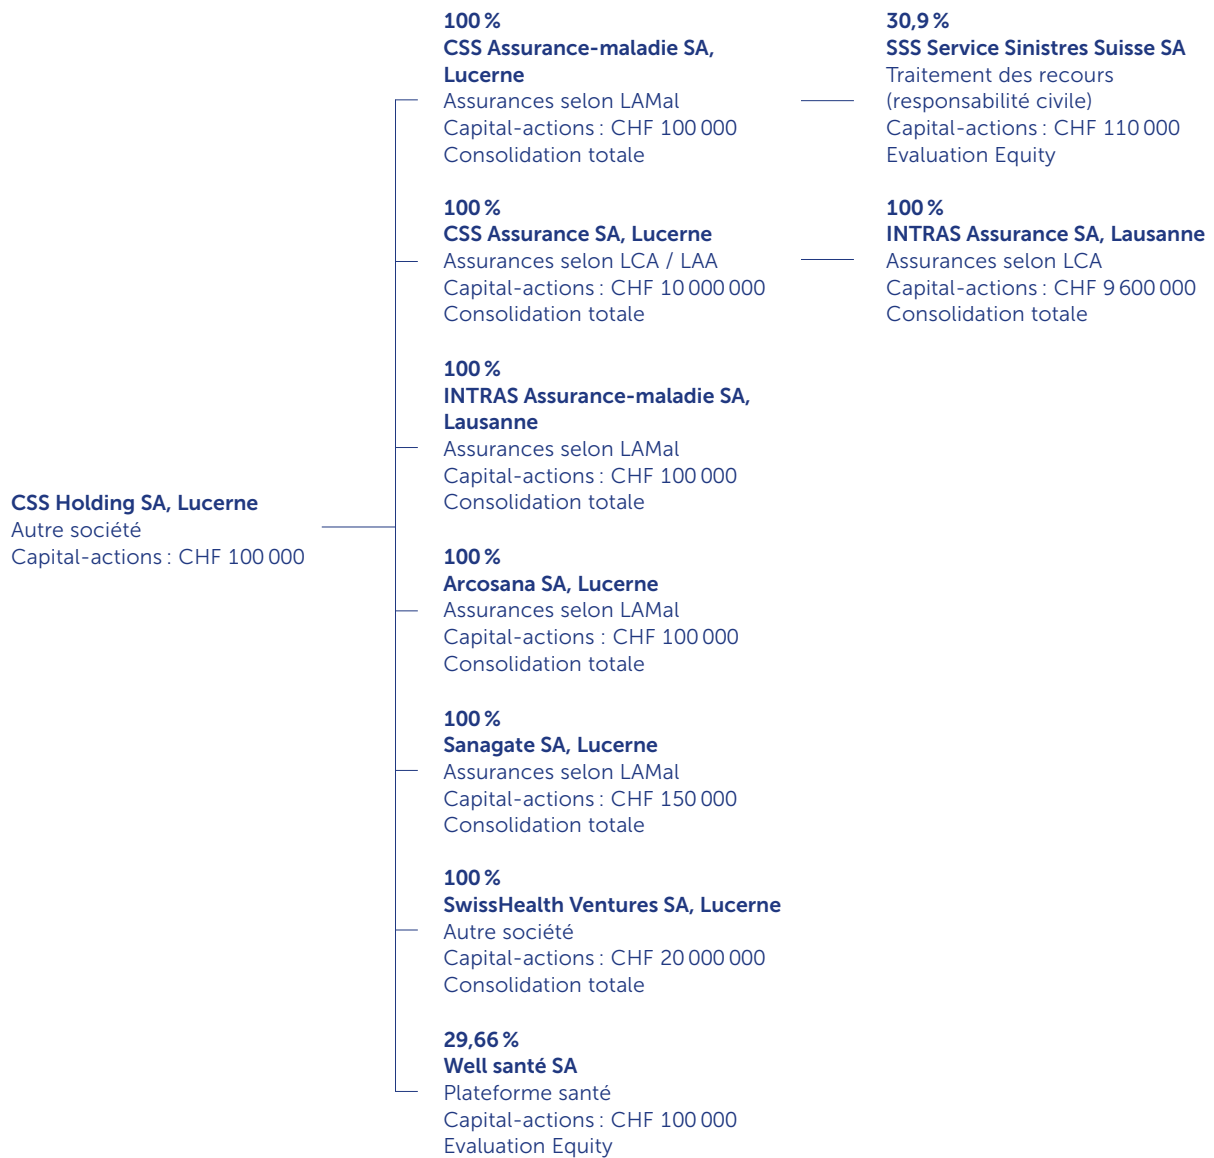 CSS Holding SA, Lucerne
Autre société
Capital-actions : CHF 100 000
100 %
CSS Assurance-maladie SA,
Lucerne
Assurances selon LAMal
Capital-actions : CHF 100 000
Consolidation totale
30,9 %
SSS Service Sinistres Suisse SA
Traitement des recours
(responsabilité civile)
Capital-actions : CHF 110 000
Evaluation Equity
100 %
CSS Assurance SA, Lucerne
Assurances selon LCA / LAA
Capital-actions : CHF 10 000 000
Consolidation totale
100 %
INTRAS Assurance SA, Lausanne
Assurances selon LCA
Capital-actions : CHF 9 600 000
Consolidation totale
100 %
INTRAS Assurance-maladie SA,
Lausanne
Assurances selon LAMal
Capital-actions : CHF 100 000
Consolidation totale
100 %
Arcosana SA, Lucerne
Assurances selon LAMal
Capital-actions : CHF 100 000
Consolidation totale
100 %
Sanagate SA, Lucerne
Assurances selon LAMal
Capital-actions : CHF 150 000
Consolidation totale
100 %
SwissHealth Ventures SA, Lucerne
Autre société
Capital-actions : CHF 20 000 000
Consolidation totale
29,66 %
Well santé SA
Plateforme santé
Capital-actions : CHF 100 000
Evaluation Equity